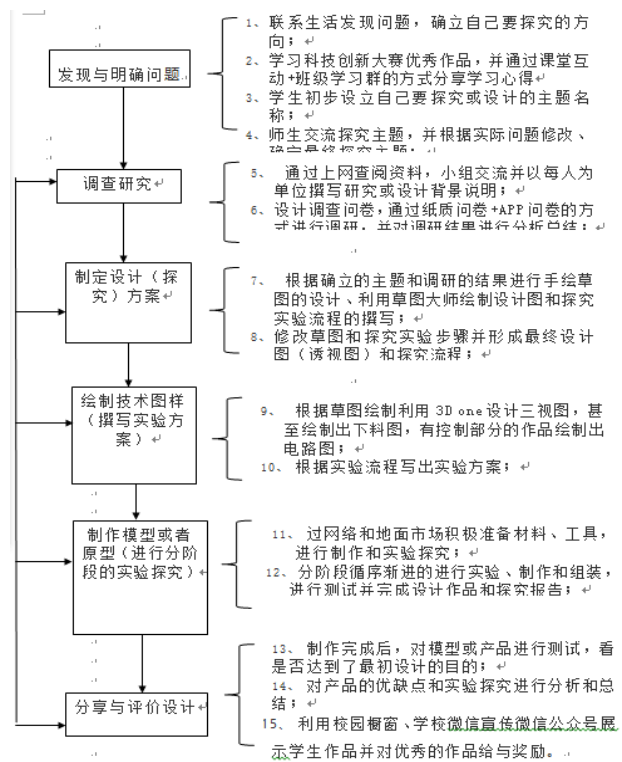 发现与明确问题
1、联系生活发现问题，确立自己要探究的方
向；
2、学习科技创新大赛优秀作品，并通过课堂互
动+班级学习群的方式分享学习心得
3、学生初步设立自己要探究或设计的主题名
称；
4、师生交流探究主题，并根据实际问题修改、
确定最终探究主题；
调查研究
5、 通过上网查阅资料，小组交流并以每人为
单位撰写研究或设计背景说明；
6、设计调查问卷，通过纸质问卷+APP问卷的方
式进行调研，并对调研结果进行分析总结；
制定设计（探
究）方案
7、 根据确立的主题和调研的结果进行手绘草
图的设计、利用草图大师绘制设计图和探究
实验流程的撰写；
8、修改草图和探究实验步骤并形成最终设计
图（透视图）和探究流程；
绘制技术图样
（撰写实验方
案）
9、 根据草图绘制利用 3D one 设计三视图，甚
至绘制出下料图，有控制部分的作品绘制出
电路图；
10、 根据实验流程写出实验方案；
制作模型或者
原型（进行分阶
段的实验探究）
11、 过网络和地面市场积极准备材料、工具，
进行制作和实验探究；
12、 分阶段循序渐进的进行实验、制作和组装，
进行测试并完成设计作品和探究报告；
分享与评价设计
13、 制作完成后，对模型或产品进行测试，看
是否达到了最初设计的目的；
14、 对产品的优缺点和实验探究进行分析和总
结；
15、 利用校园橱窗、学校微信宣传微信公众号展
示学生作品并对优秀的作品给与奖励。